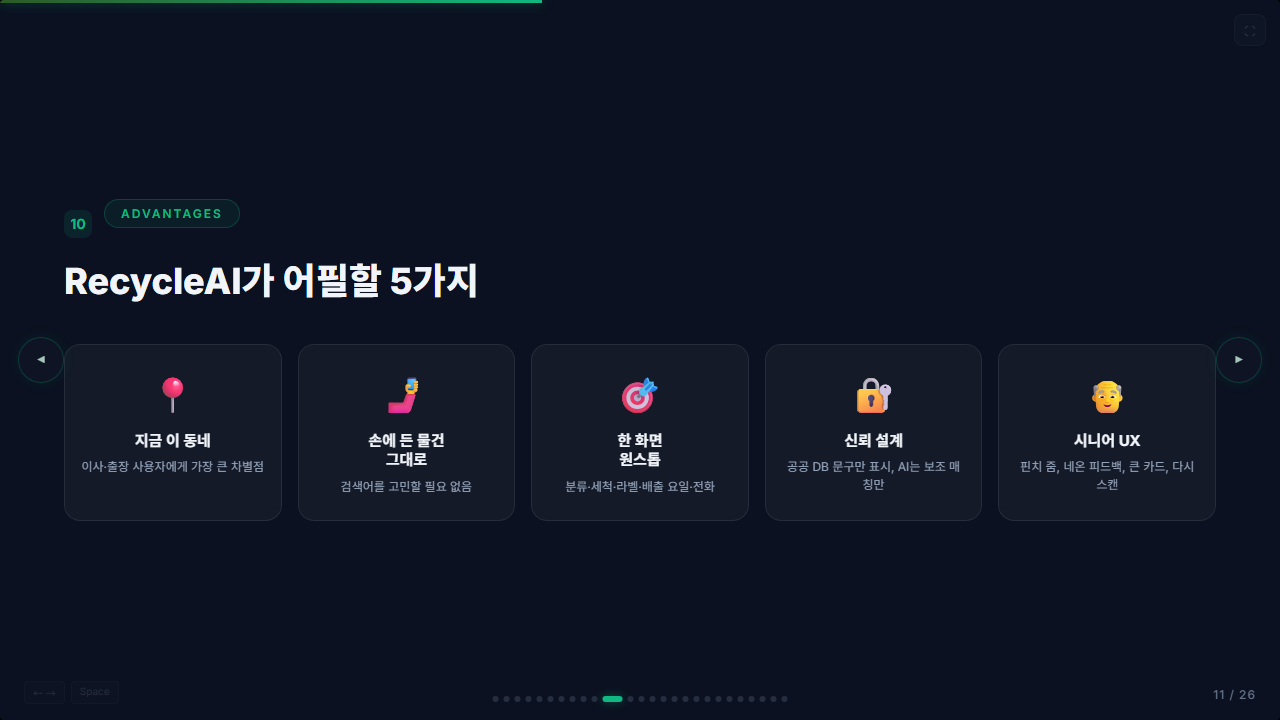 10
ADVANTAGES
RecycleAI가 어필할 5가지
지금 이 동네
이사·출장 사용자에게 가장 큰 차별점
손에 든 물건
그대로
검색어를 고민할 필요 없음
한 화면
원스톱
분류·세척·라벨·배출 요일·전화
신뢰 설계
공공 DB 문구만 표시, AI는 보조 매
칭만
시니어 UX
핀치 줌, 네온 피드백, 큰 카드, 다시
스캔
← → Space
11 / 26